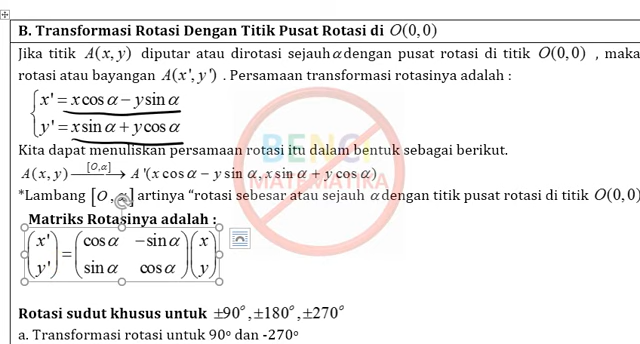 B. Transformasi Rotasi Dengan Titik Pusat Rotasi di O(0,0)
Jika titik A(x,y) diputar atau dirotasi sejauh α dengan pusat rotasi di titik O(0,0) , maka
rotasi atau bayangan A(x',y') . Persamaan transformasi rotasinya adalah :
x' = x cos α − y sin α
y' = x sin α + y cos α
Kita dapat menuliskan persamaan rotasi itu dalam bentuk sebagai berikut.
A(x,y) —[O,α]→ A'(x cos α − y sin α, x sin α + y cos α)
*Lambang [O,α] artinya “rotasi sebesar atau sejauh α dengan titik pusat rotasi di titik O(0,0)
Matriks Rotasinya adalah :
(x') = (cos α −sin α) (x)
(y') (sin α cos α) (y)
Rotasi sudut khusus untuk ±90°, ±180°, ±270°
a. Transformasi rotasi untuk 90° dan -270°
BENCI
MATEMATIKA